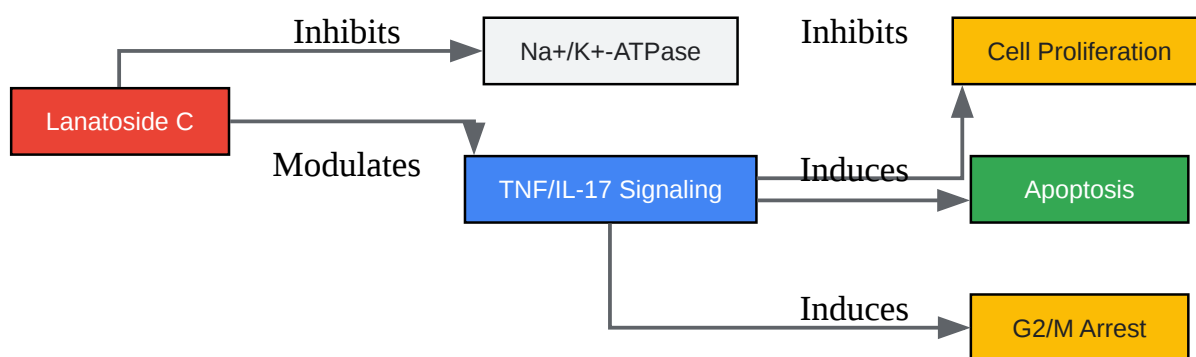 Inhibits
Na+/K+-ATPase
Inhibits
Cell Proliferation
Lanatoside C
Modulates
TNF/IL-17 Signaling
Induces
Apoptosis
Induces
G2/M Arrest